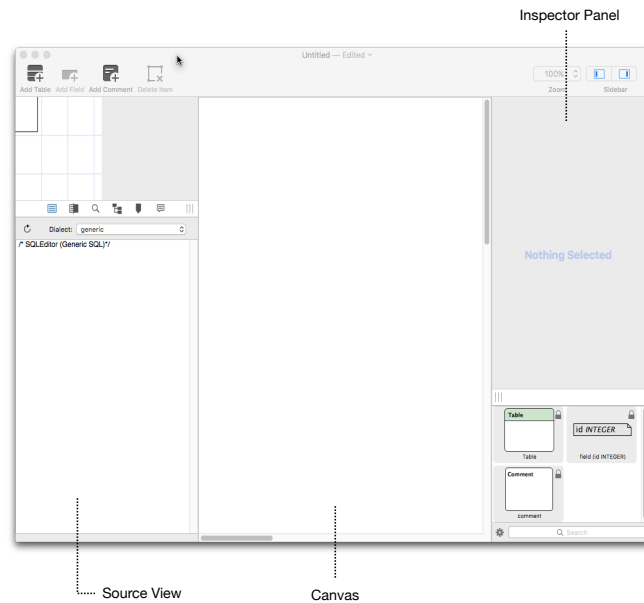 Inspector Panel
Untitled — Edited
100%
Add Table Add Field Add Comment Delete Item
Zoom Sidebar
Dialect: generic
/* SQLEditor (Generic SQL)*/
Nothing Selected
Table
id INTEGER
Table
field (id INTEGER)
Comment
comment
Search
Source View
Canvas